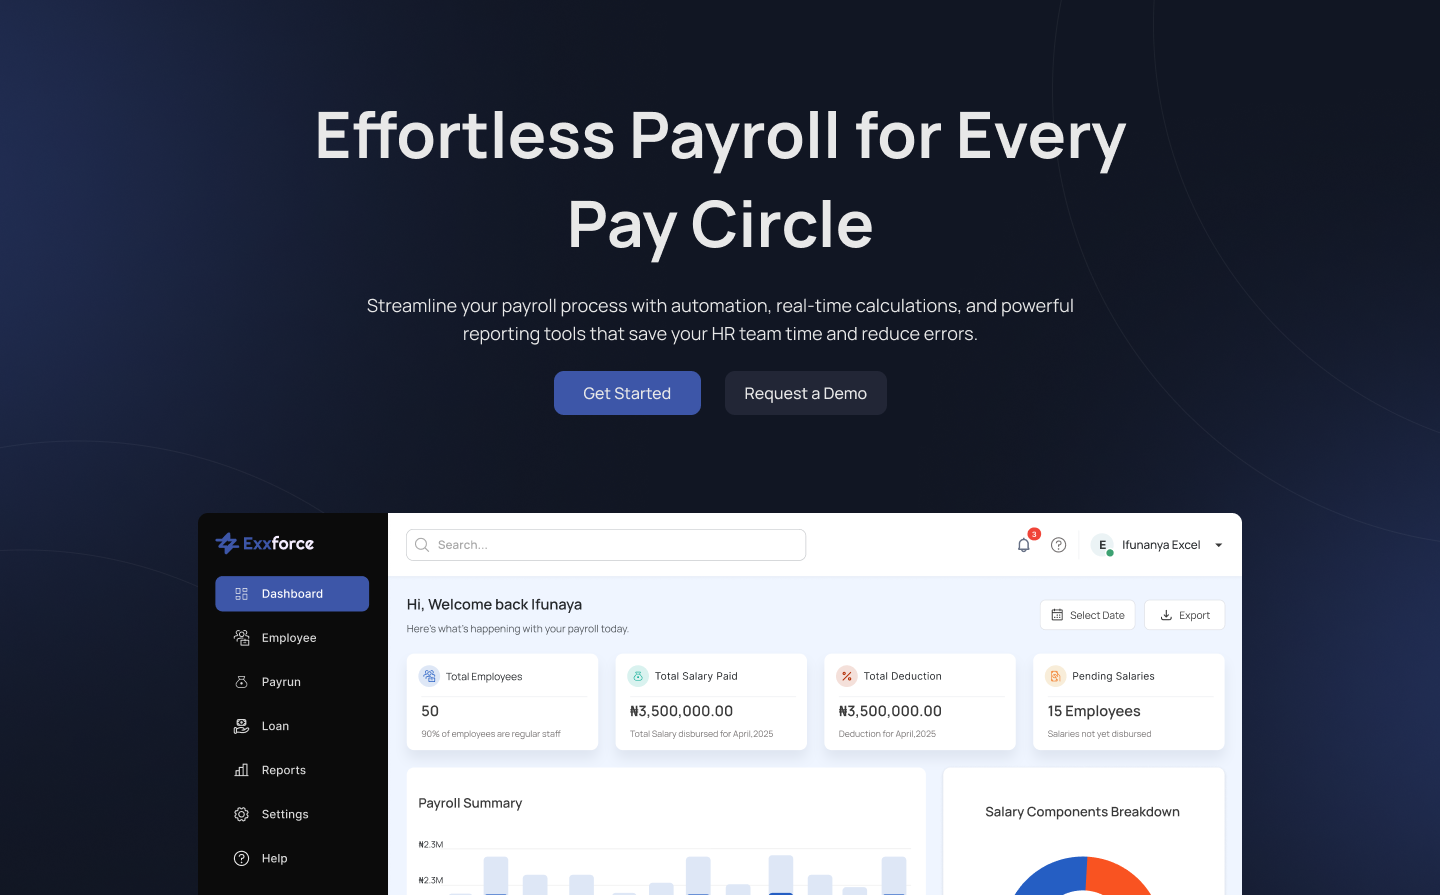 Effortless Payroll for Every
Pay Circle
Streamline your payroll process with automation, real-time calculations, and powerful
reporting tools that save your HR team time and reduce errors.
Get Started
Request a Demo
Exxforce
Search...
3
E
Ifunanya Excel
Dashboard
Employee
Payrun
Loan
Reports
Settings
Help
Hi, Welcome back Ifunaya
Here's what's happening with your payroll today.
Select Date
Export
Total Employees
50
90% of employees are regular staff
Total Salary Paid
₦3,500,000.00
Total Salary disbursed for April,2025
Total Deduction
₦3,500,000.00
Deduction for April,2025
Pending Salaries
15 Employees
Salaries not yet disbursed
Payroll Summary
₦2.3M
₦2.3M
Salary Components Breakdown